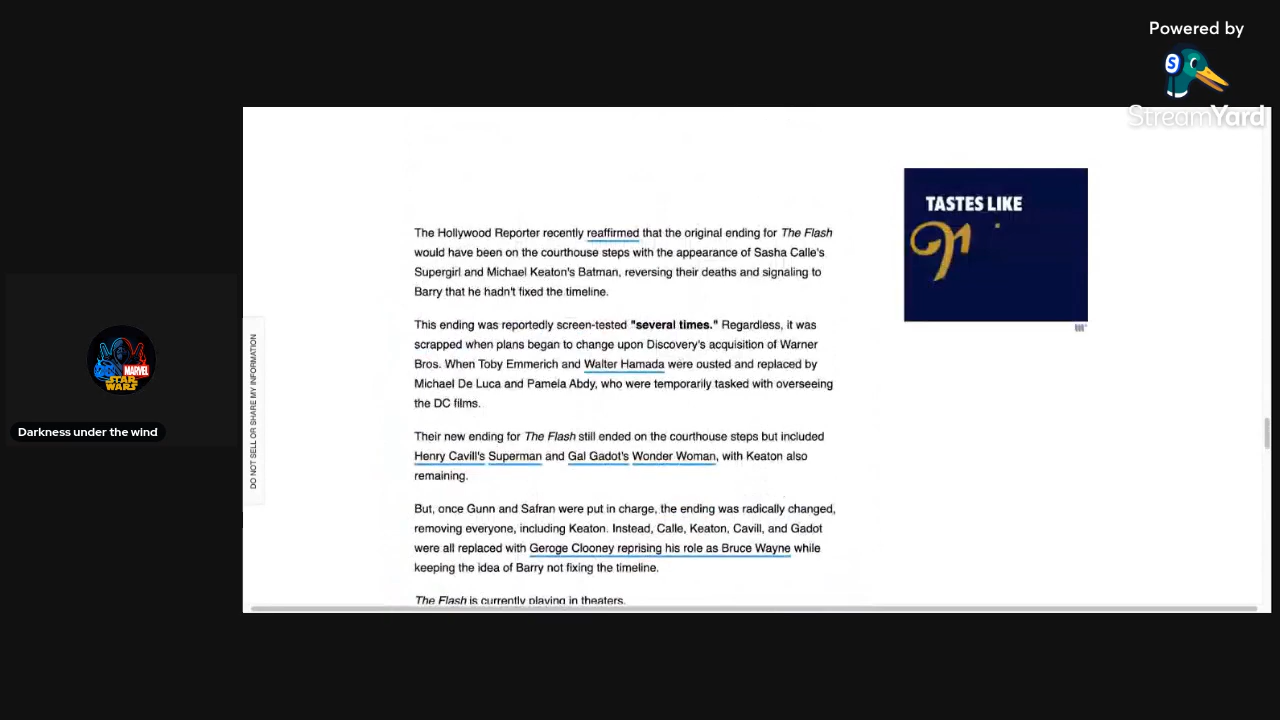 Powered by
S
StreamYard
TASTES LIKE
The Hollywood Reporter recently reaffirmed that the original ending for The Flash
would have been on the courthouse steps with the appearance of Sasha Calle's
Supergirl and Michael Keaton's Batman, reversing their deaths and signaling to
Barry that he hadn't fixed the timeline.
This ending was reportedly screen-tested "several times." Regardless, it was
scrapped when plans began to change upon Discovery's acquisition of Warner
Bros. When Toby Emmerich and Walter Hamada were ousted and replaced by
Michael De Luca and Pamela Abdy, who were temporarily tasked with overseeing
the DC films.
Their new ending for The Flash still ended on the courthouse steps but included
Henry Cavill's Superman and Gal Gadot's Wonder Woman, with Keaton also
remaining.
But, once Gunn and Safran were put in charge, the ending was radically changed,
removing everyone, including Keaton. Instead, Calle, Keaton, Cavill, and Gadot
were all replaced with Geroge Clooney reprising his role as Bruce Wayne while
keeping the idea of Barry not fixing the timeline.
The Flash is currently playing in theaters.
DO NOT SELL OR SHARE MY INFORMATION
DC
MARVEL
STAR
WARS
Darkness under the wind